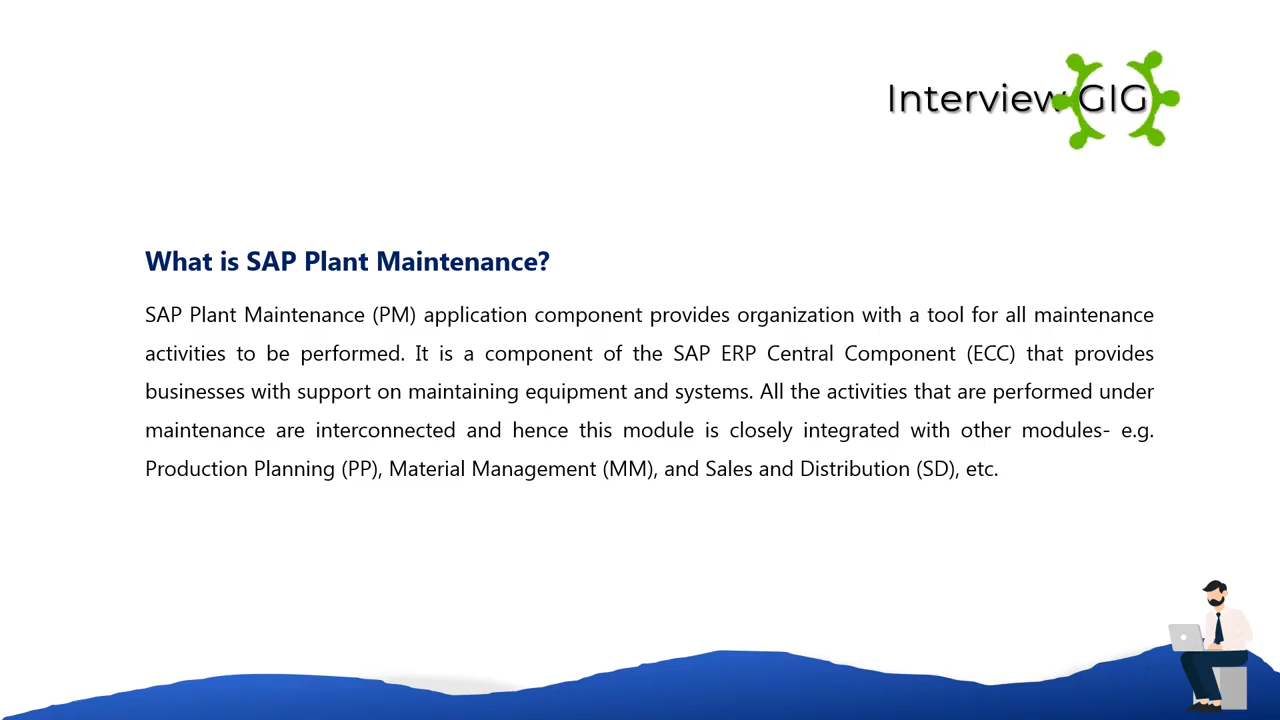 Interview GIG
What is SAP Plant Maintenance?
SAP Plant Maintenance (PM) application component provides organization with a tool for all maintenance
activities to be performed. It is a component of the SAP ERP Central Component (ECC) that provides
businesses with support on maintaining equipment and systems. All the activities that are performed under
maintenance are interconnected and hence this module is closely integrated with other modules- e.g.
Production Planning (PP), Material Management (MM), and Sales and Distribution (SD), etc.